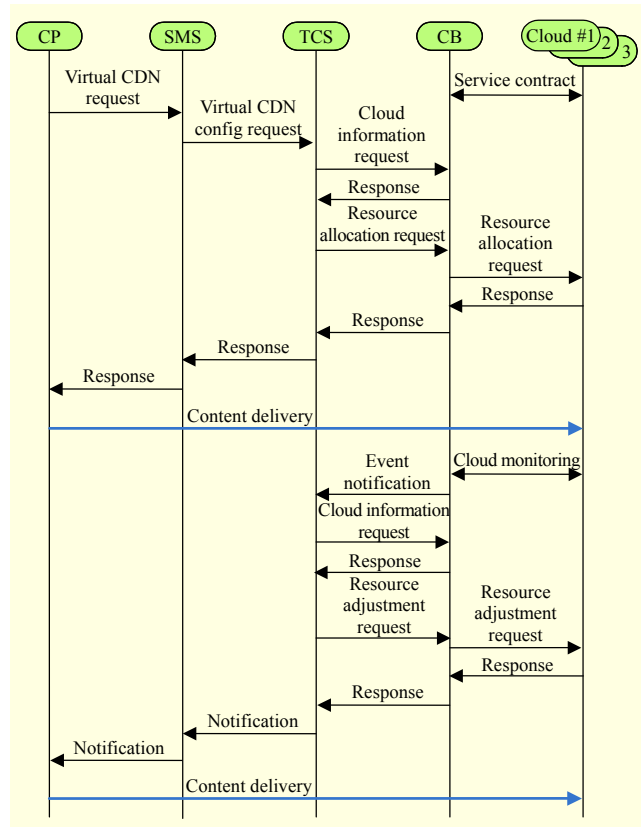 CP
SMS
TCS
CB
Cloud #1
2
3
Service contract
Virtual CDN
request
Virtual CDN
config request
Cloud
information
request
Response
Resource
allocation request
Resource
allocation
request
Response
Response
Response
Response
Content delivery
Cloud monitoring
Event
notification
Cloud information
request
Response
Resource
adjustment
request
Resource
adjustment
request
Response
Response
Notification
Notification
Content delivery